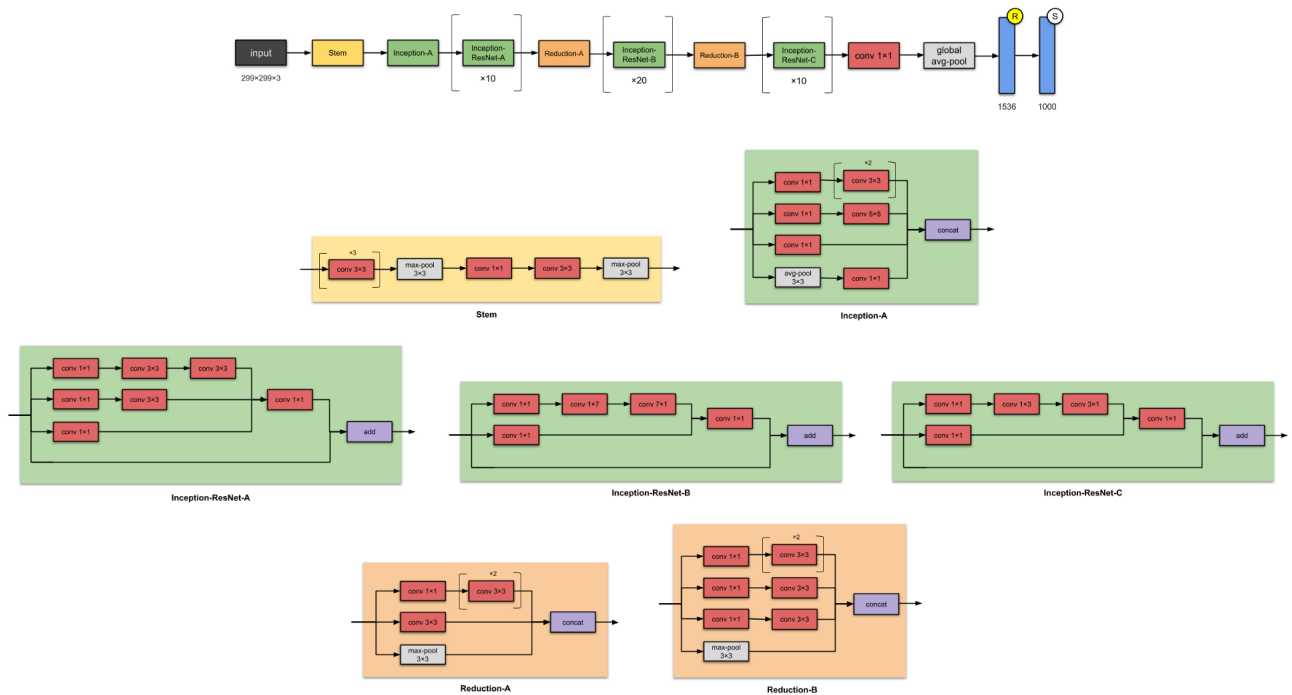 R
S
input
Stem
Inception-A
Inception-
ResNet-A
Reduction-A
Inception-
ResNet-B
Reduction-B
Inception-
ResNet-C
conv 1×1
global
avg-pool
299×299×3
×10
×20
×10
1536
1000
×2
conv 1×1
conv 3×3
conv 1×1
conv 5×5
concat
conv 1×1
avg-pool
3×3
conv 1×1
Inception-A
×3
conv 3×3
max-pool
3×3
conv 1×1
conv 3×3
max-pool
3×3
Stem
conv 1×1
conv 3×3
conv 3×3
conv 1×1
conv 3×3
conv 1×1
conv 1×1
add
Inception-ResNet-A
conv 1×1
conv 1×7
conv 7×1
conv 1×1
conv 1×1
add
Inception-ResNet-B
conv 1×1
conv 1×3
conv 3×1
conv 1×1
conv 1×1
add
Inception-ResNet-C
×2
conv 1×1
conv 3×3
conv 3×3
concat
max-pool
3×3
Reduction-A
×2
conv 1×1
conv 3×3
conv 1×1
conv 3×3
concat
conv 1×1
conv 3×3
max-pool
3×3
Reduction-B